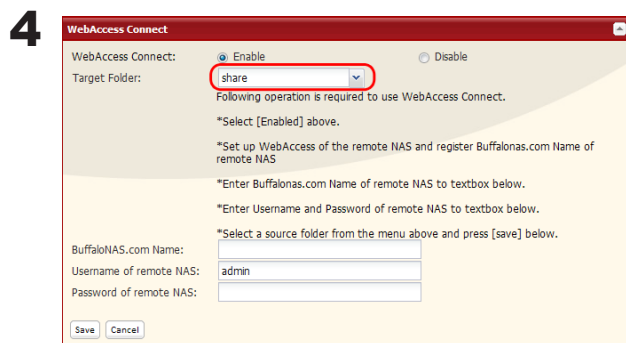 4
WebAccess Connect
WebAccess Connect: Enable Disable
Target Folder: share
Following operation is required to use WebAccess Connect.
*Select [Enabled] above.
*Set up WebAccess of the remote NAS and register Buffalonas.com Name of
remote NAS
*Enter Buffalonas.com Name of remote NAS to textbox below.
*Enter Username and Password of remote NAS to textbox below.
*Select a source folder from the menu above and press [save] below.
BuffaloNAS.com Name:
Username of remote NAS: admin
Password of remote NAS:
Save Cancel